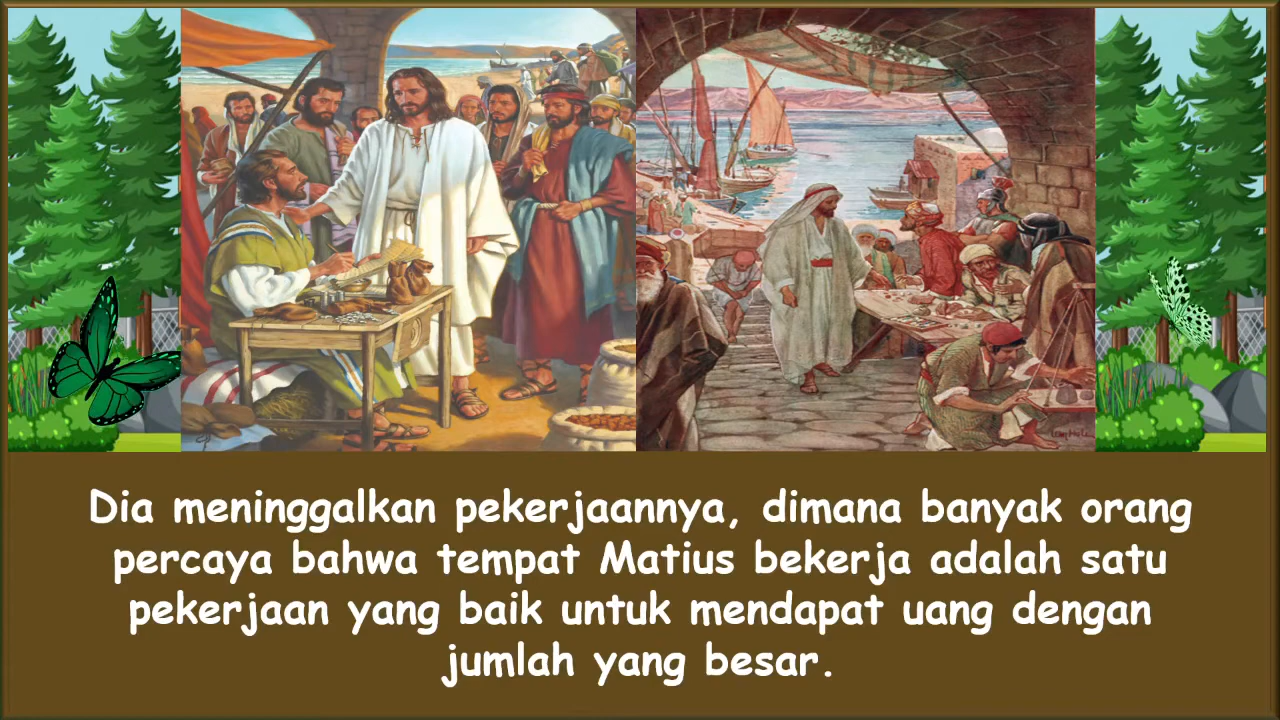 Dia meninggalkan pekerjaannya, dimana banyak orang
percaya bahwa tempat Matius bekerja adalah satu
pekerjaan yang baik untuk mendapat uang dengan
jumlah yang besar.